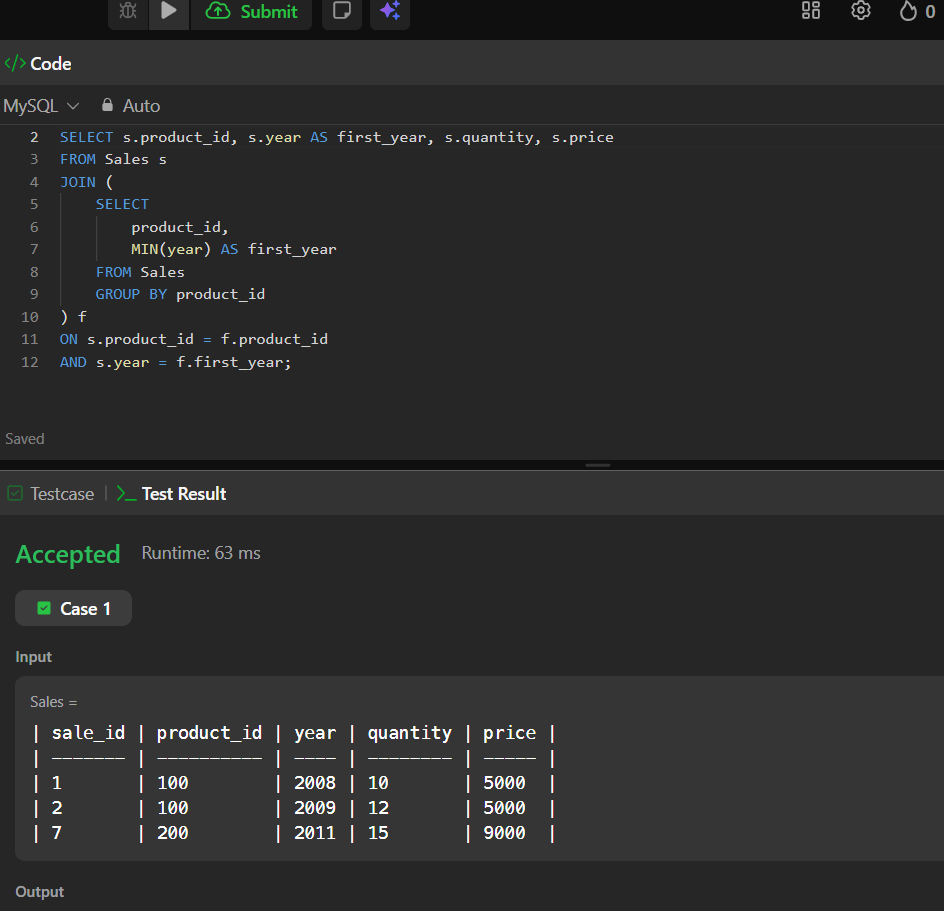 Submit
0
</> Code
MySQL Auto
2 SELECT s.product_id, s.year AS first_year, s.quantity, s.price
3 FROM Sales s
4 JOIN (
5 SELECT
6 product_id,
7 MIN(year) AS first_year
8 FROM Sales
9 GROUP BY product_id
10 ) f
11 ON s.product_id = f.product_id
12 AND s.year = f.first_year;
Saved
Testcase | >_ Test Result
Accepted Runtime: 63 ms
Case 1
Input
Sales =
| sale_id | product_id | year | quantity | price |
| ------- | ---------- | ---- | -------- | ----- |
| 1 | 100 | 2008 | 10 | 5000 |
| 2 | 100 | 2009 | 12 | 5000 |
| 7 | 200 | 2011 | 15 | 9000 |
Output